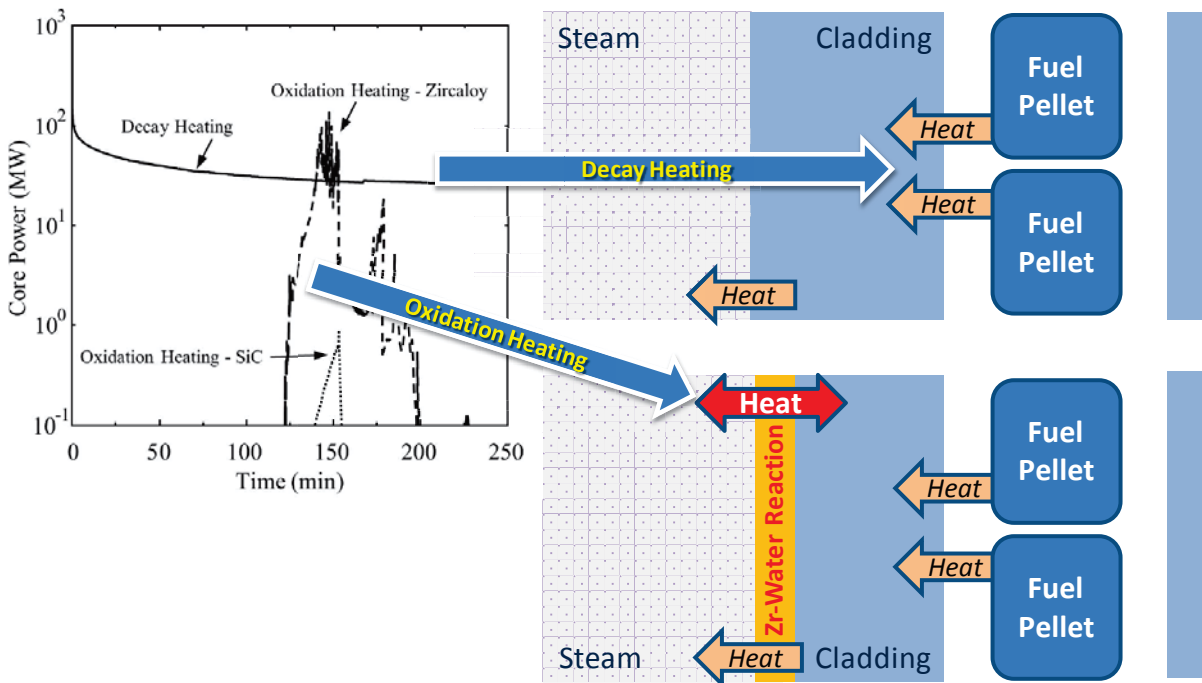 10³
10²
10¹
10⁰
10⁻¹
Core Power (MW)
0
50
100
150
200
250
Time (min)
Oxidation Heating - Zircaloy
Decay Heating
Oxidation Heating - SiC
Steam
Cladding
Fuel
Pellet
Heat
Decay Heating
Heat
Fuel
Pellet
Heat
Oxidation Heating
Heat
Zr-Water Reaction
Fuel
Pellet
Heat
Heat
Fuel
Pellet
Steam
Heat
Cladding